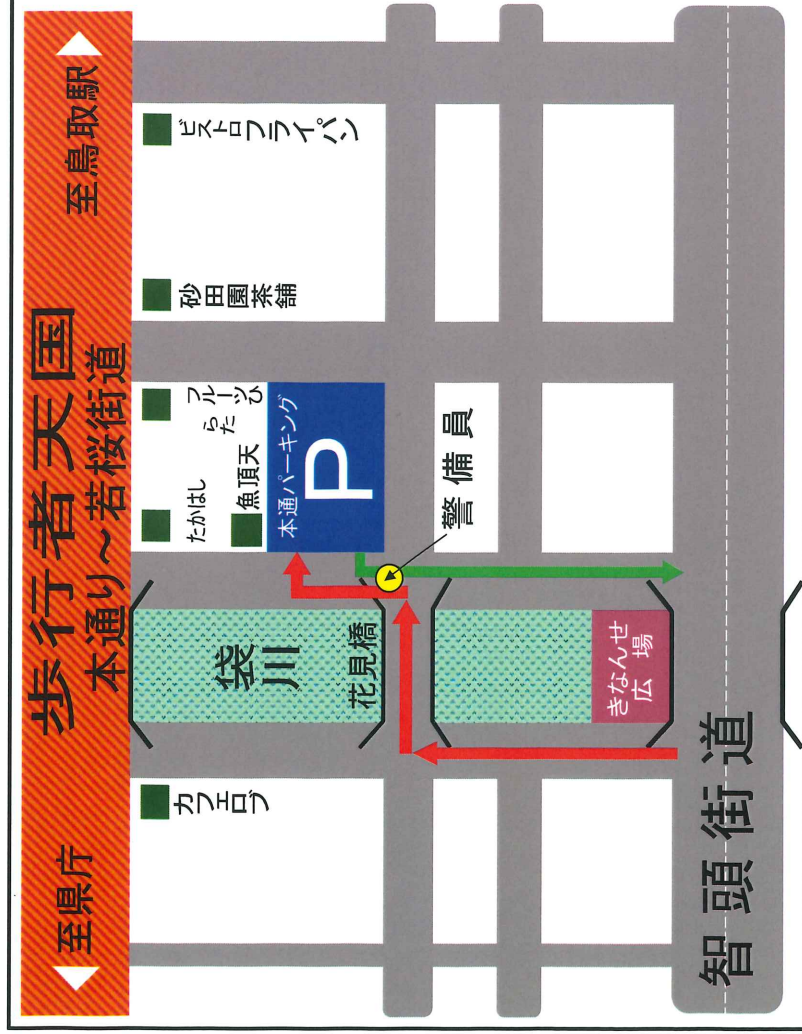 歩行者天国
本通り～若桜街道
至県庁
至鳥取駅
カフェロブ
袋川
花見橋
たかはし
魚頂天
フルーツひ
らた
本通パーキング
P
砂田園茶舗
ビストロフライパン
警備員
きなんせ
広場
智頭街道